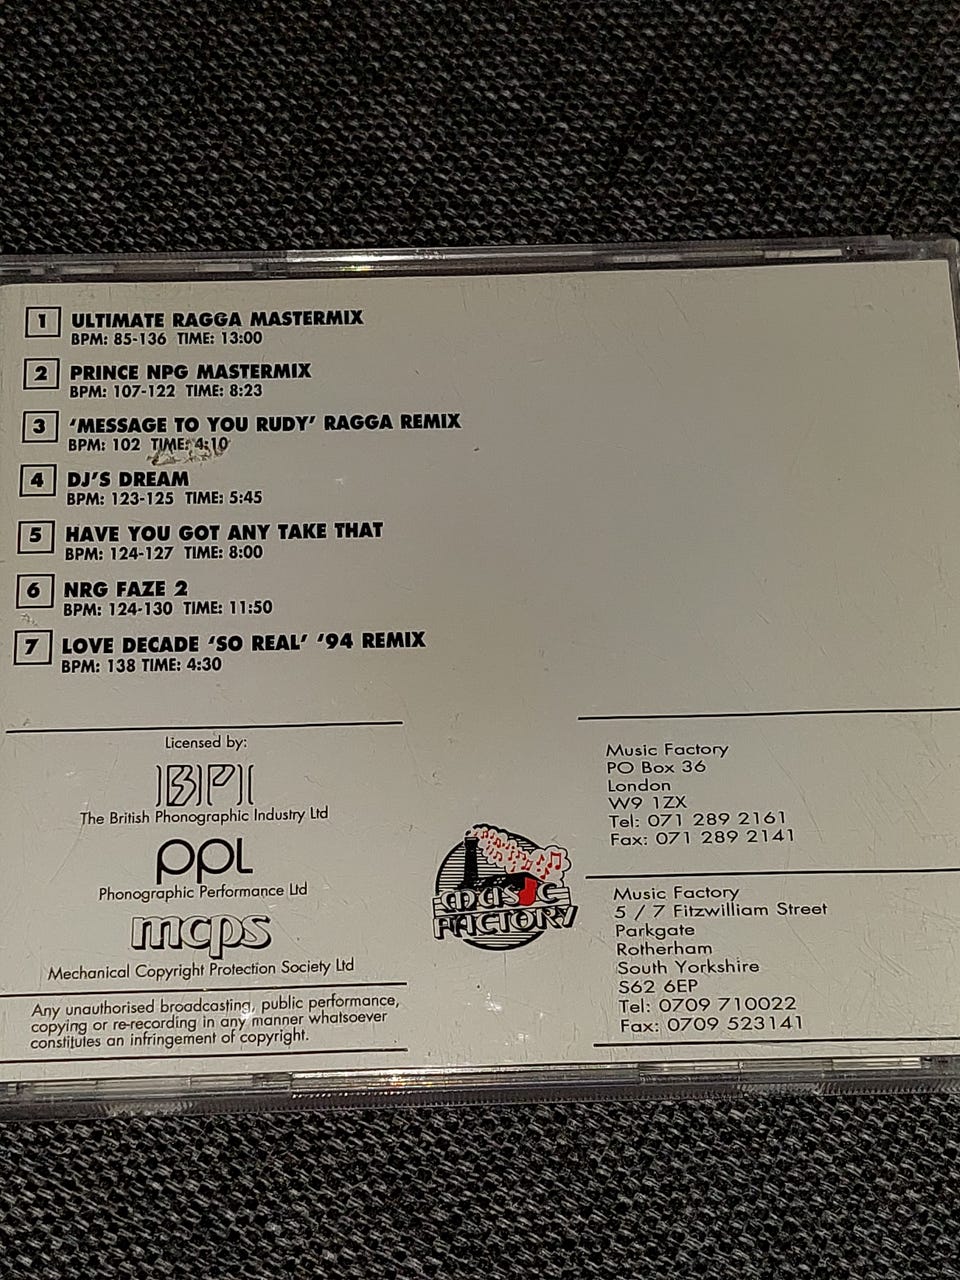 1 ULTIMATE RAGGA MASTERMIX
BPM: 85-136 TIME: 13:00
2 PRINCE NPG MASTERMIX
BPM: 107-122 TIME: 8:23
3 ‘MESSAGE TO YOU RUDY’ RAGGA REMIX
BPM: 102 TIME: 4:10
4 DJ’S DREAM
BPM: 123-125 TIME: 5:45
5 HAVE YOU GOT ANY TAKE THAT
BPM: 124-127 TIME: 8:00
6 NRG FAZE 2
BPM: 124-130 TIME: 11:50
7 LOVE DECADE ‘SO REAL’ ’94 REMIX
BPM: 138 TIME: 4:30
Licensed by:
BPI
The British Phonographic Industry Ltd
PPL
Phonographic Performance Ltd
mcps
Mechanical Copyright Protection Society Ltd
Any unauthorised broadcasting, public performance,
copying or re-recording in any manner whatsoever
constitutes an infringement of copyright.
music
FACTORY
Music Factory
PO Box 36
London
W9 1ZX
Tel: 071 289 2161
Fax: 071 289 2141
Music Factory
5 / 7 Fitzwilliam Street
Parkgate
Rotherham
South Yorkshire
S62 6EP
Tel: 0709 710022
Fax: 0709 523141